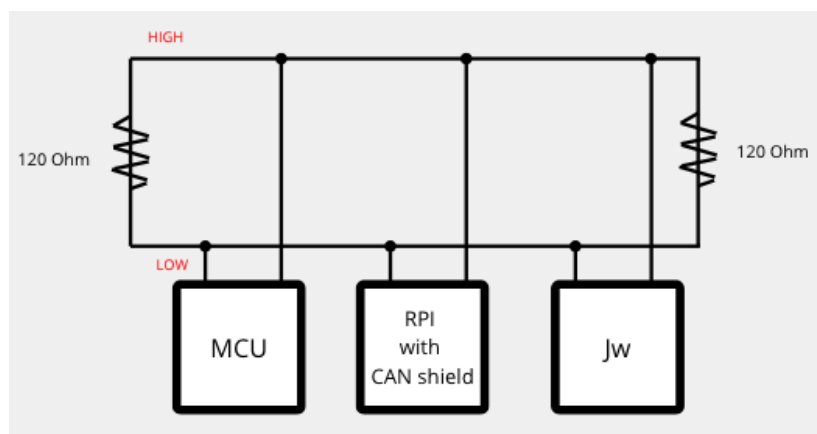 HIGH
120 Ohm
120 Ohm
LOW
MCU
RPI
with
CAN shield
Jw